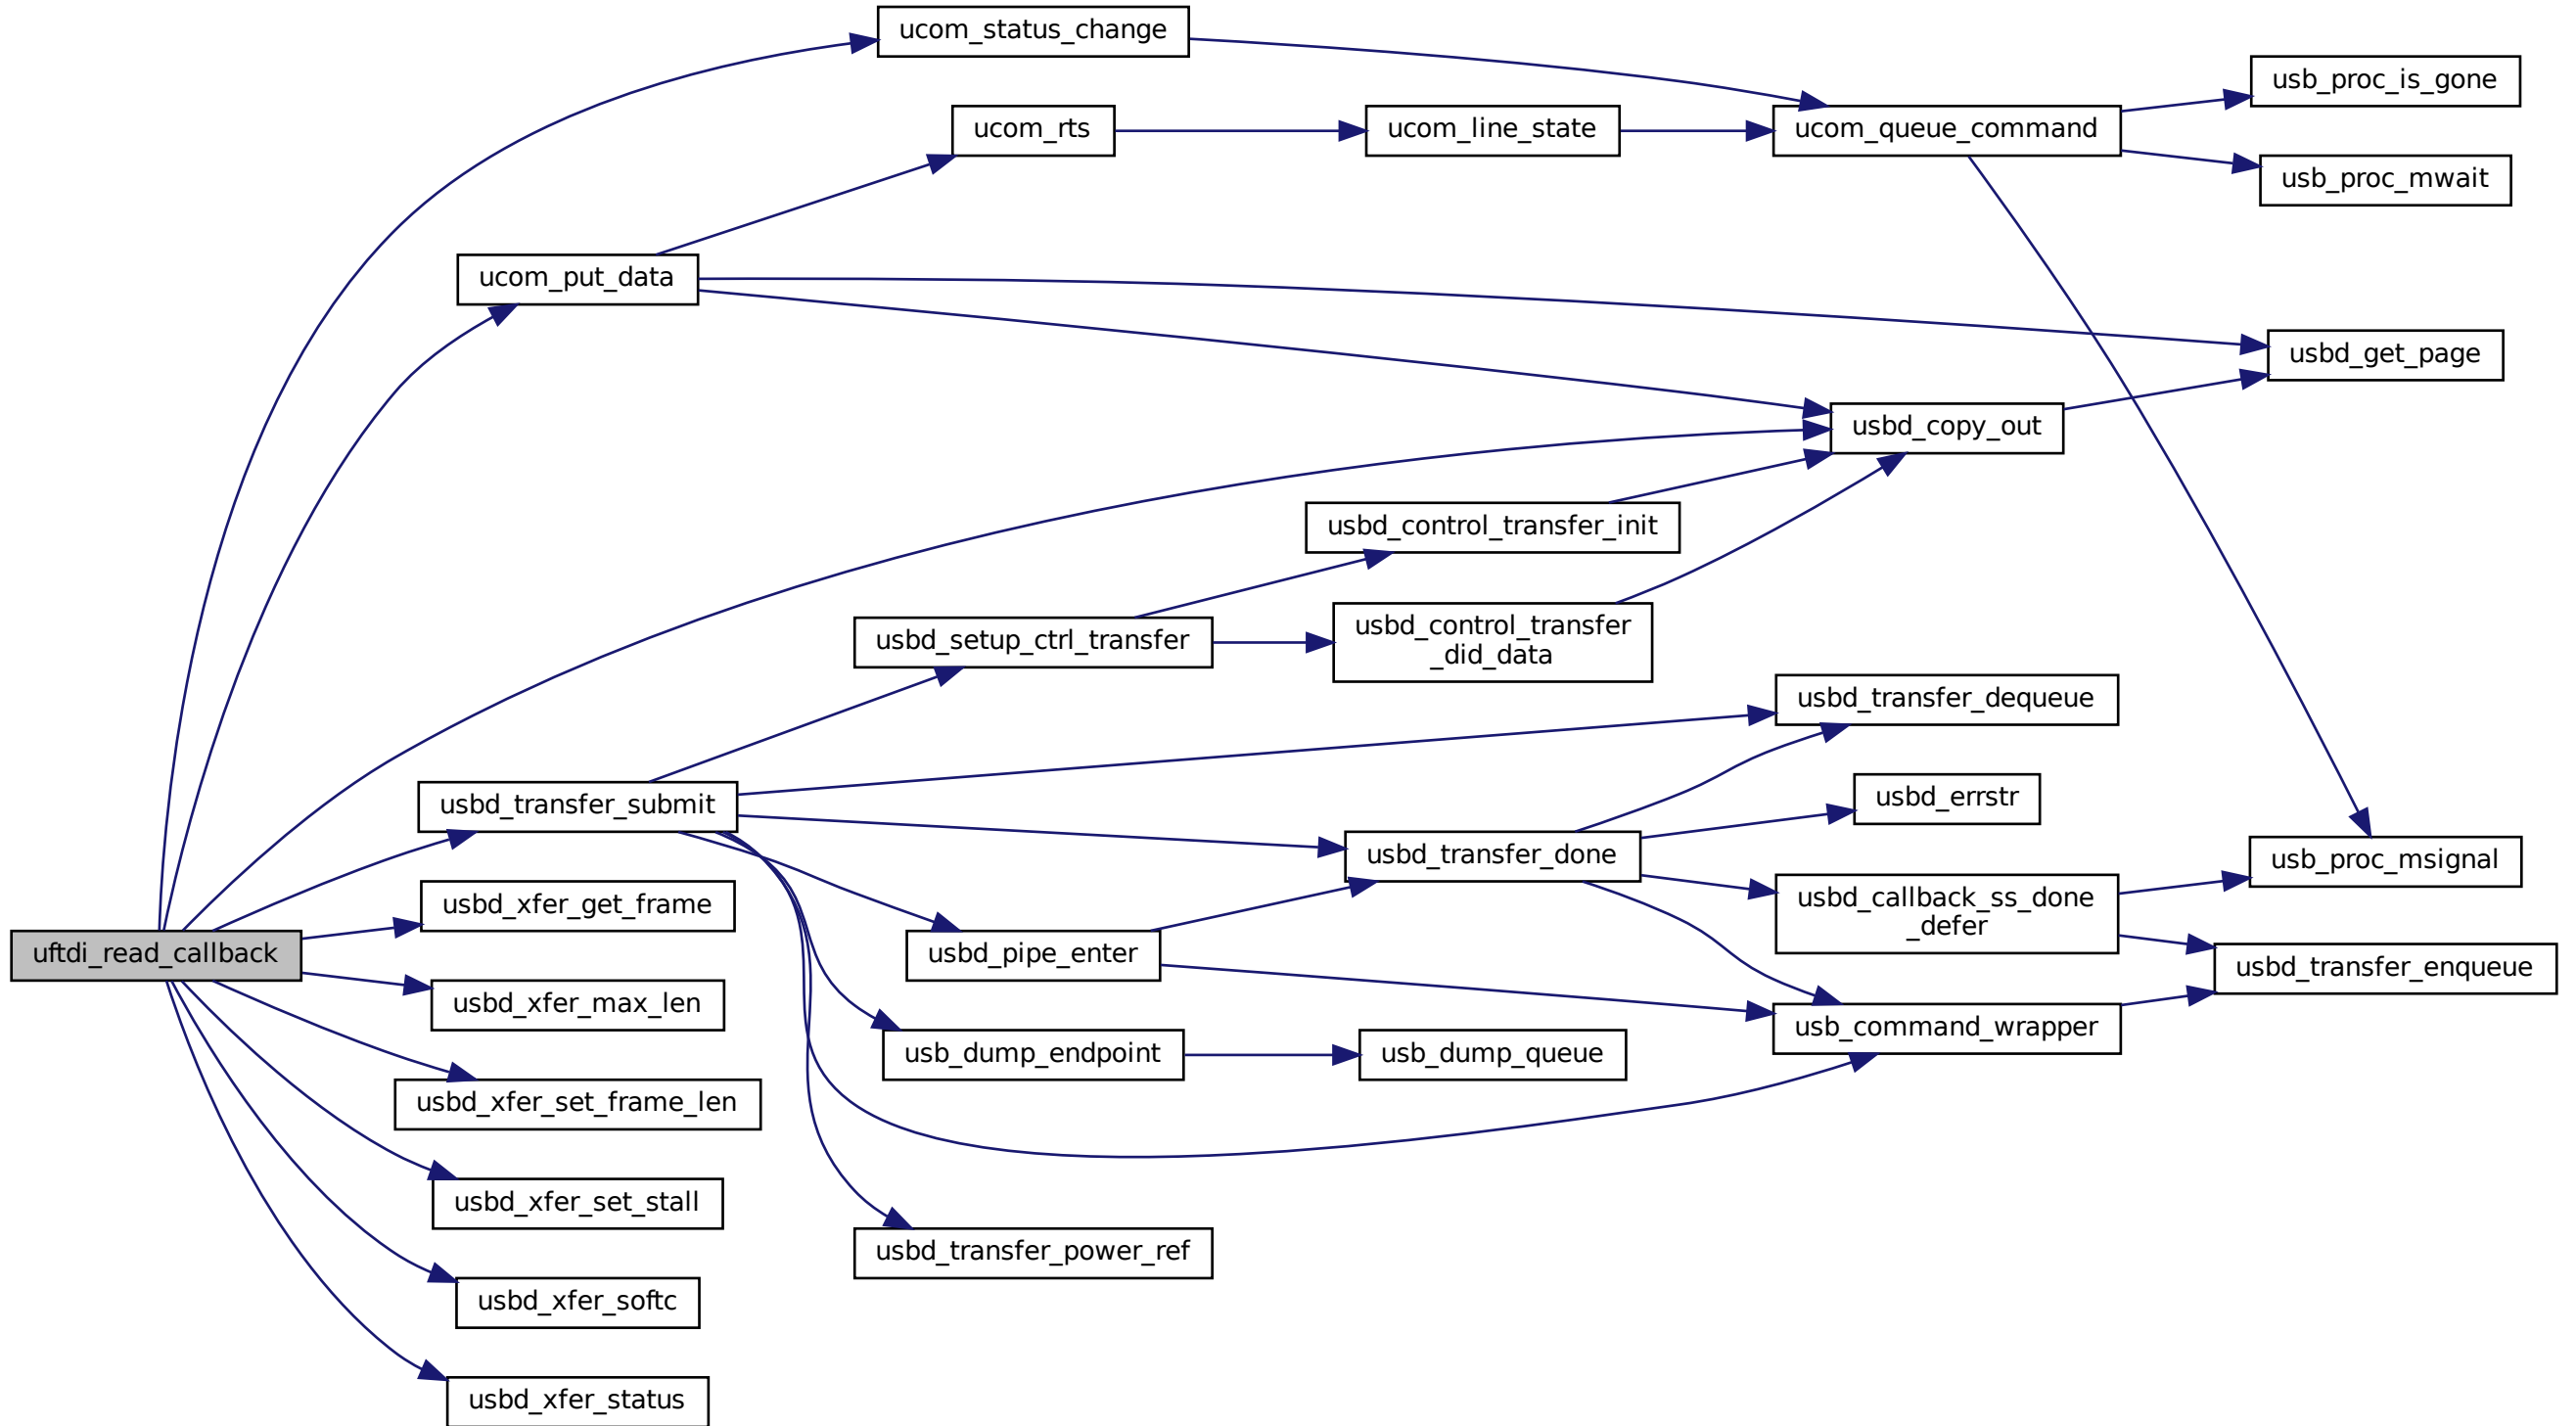 ucom_status_change
usb_proc_is_gone
ucom_rts
ucom_line_state
ucom_queue_command
usb_proc_mwait
ucom_put_data
usbd_get_page
usbd_copy_out
usbd_control_transfer_init
usbd_setup_ctrl_transfer
usbd_control_transfer
_did_data
usbd_transfer_dequeue
usbd_transfer_submit
usbd_errstr
usbd_transfer_done
usb_proc_msignal
usbd_xfer_get_frame
usbd_callback_ss_done
_defer
uftdi_read_callback
usbd_pipe_enter
usbd_transfer_enqueue
usbd_xfer_max_len
usb_command_wrapper
usb_dump_endpoint
usb_dump_queue
usbd_xfer_set_frame_len
usbd_xfer_set_stall
usbd_transfer_power_ref
usbd_xfer_softc
usbd_xfer_status